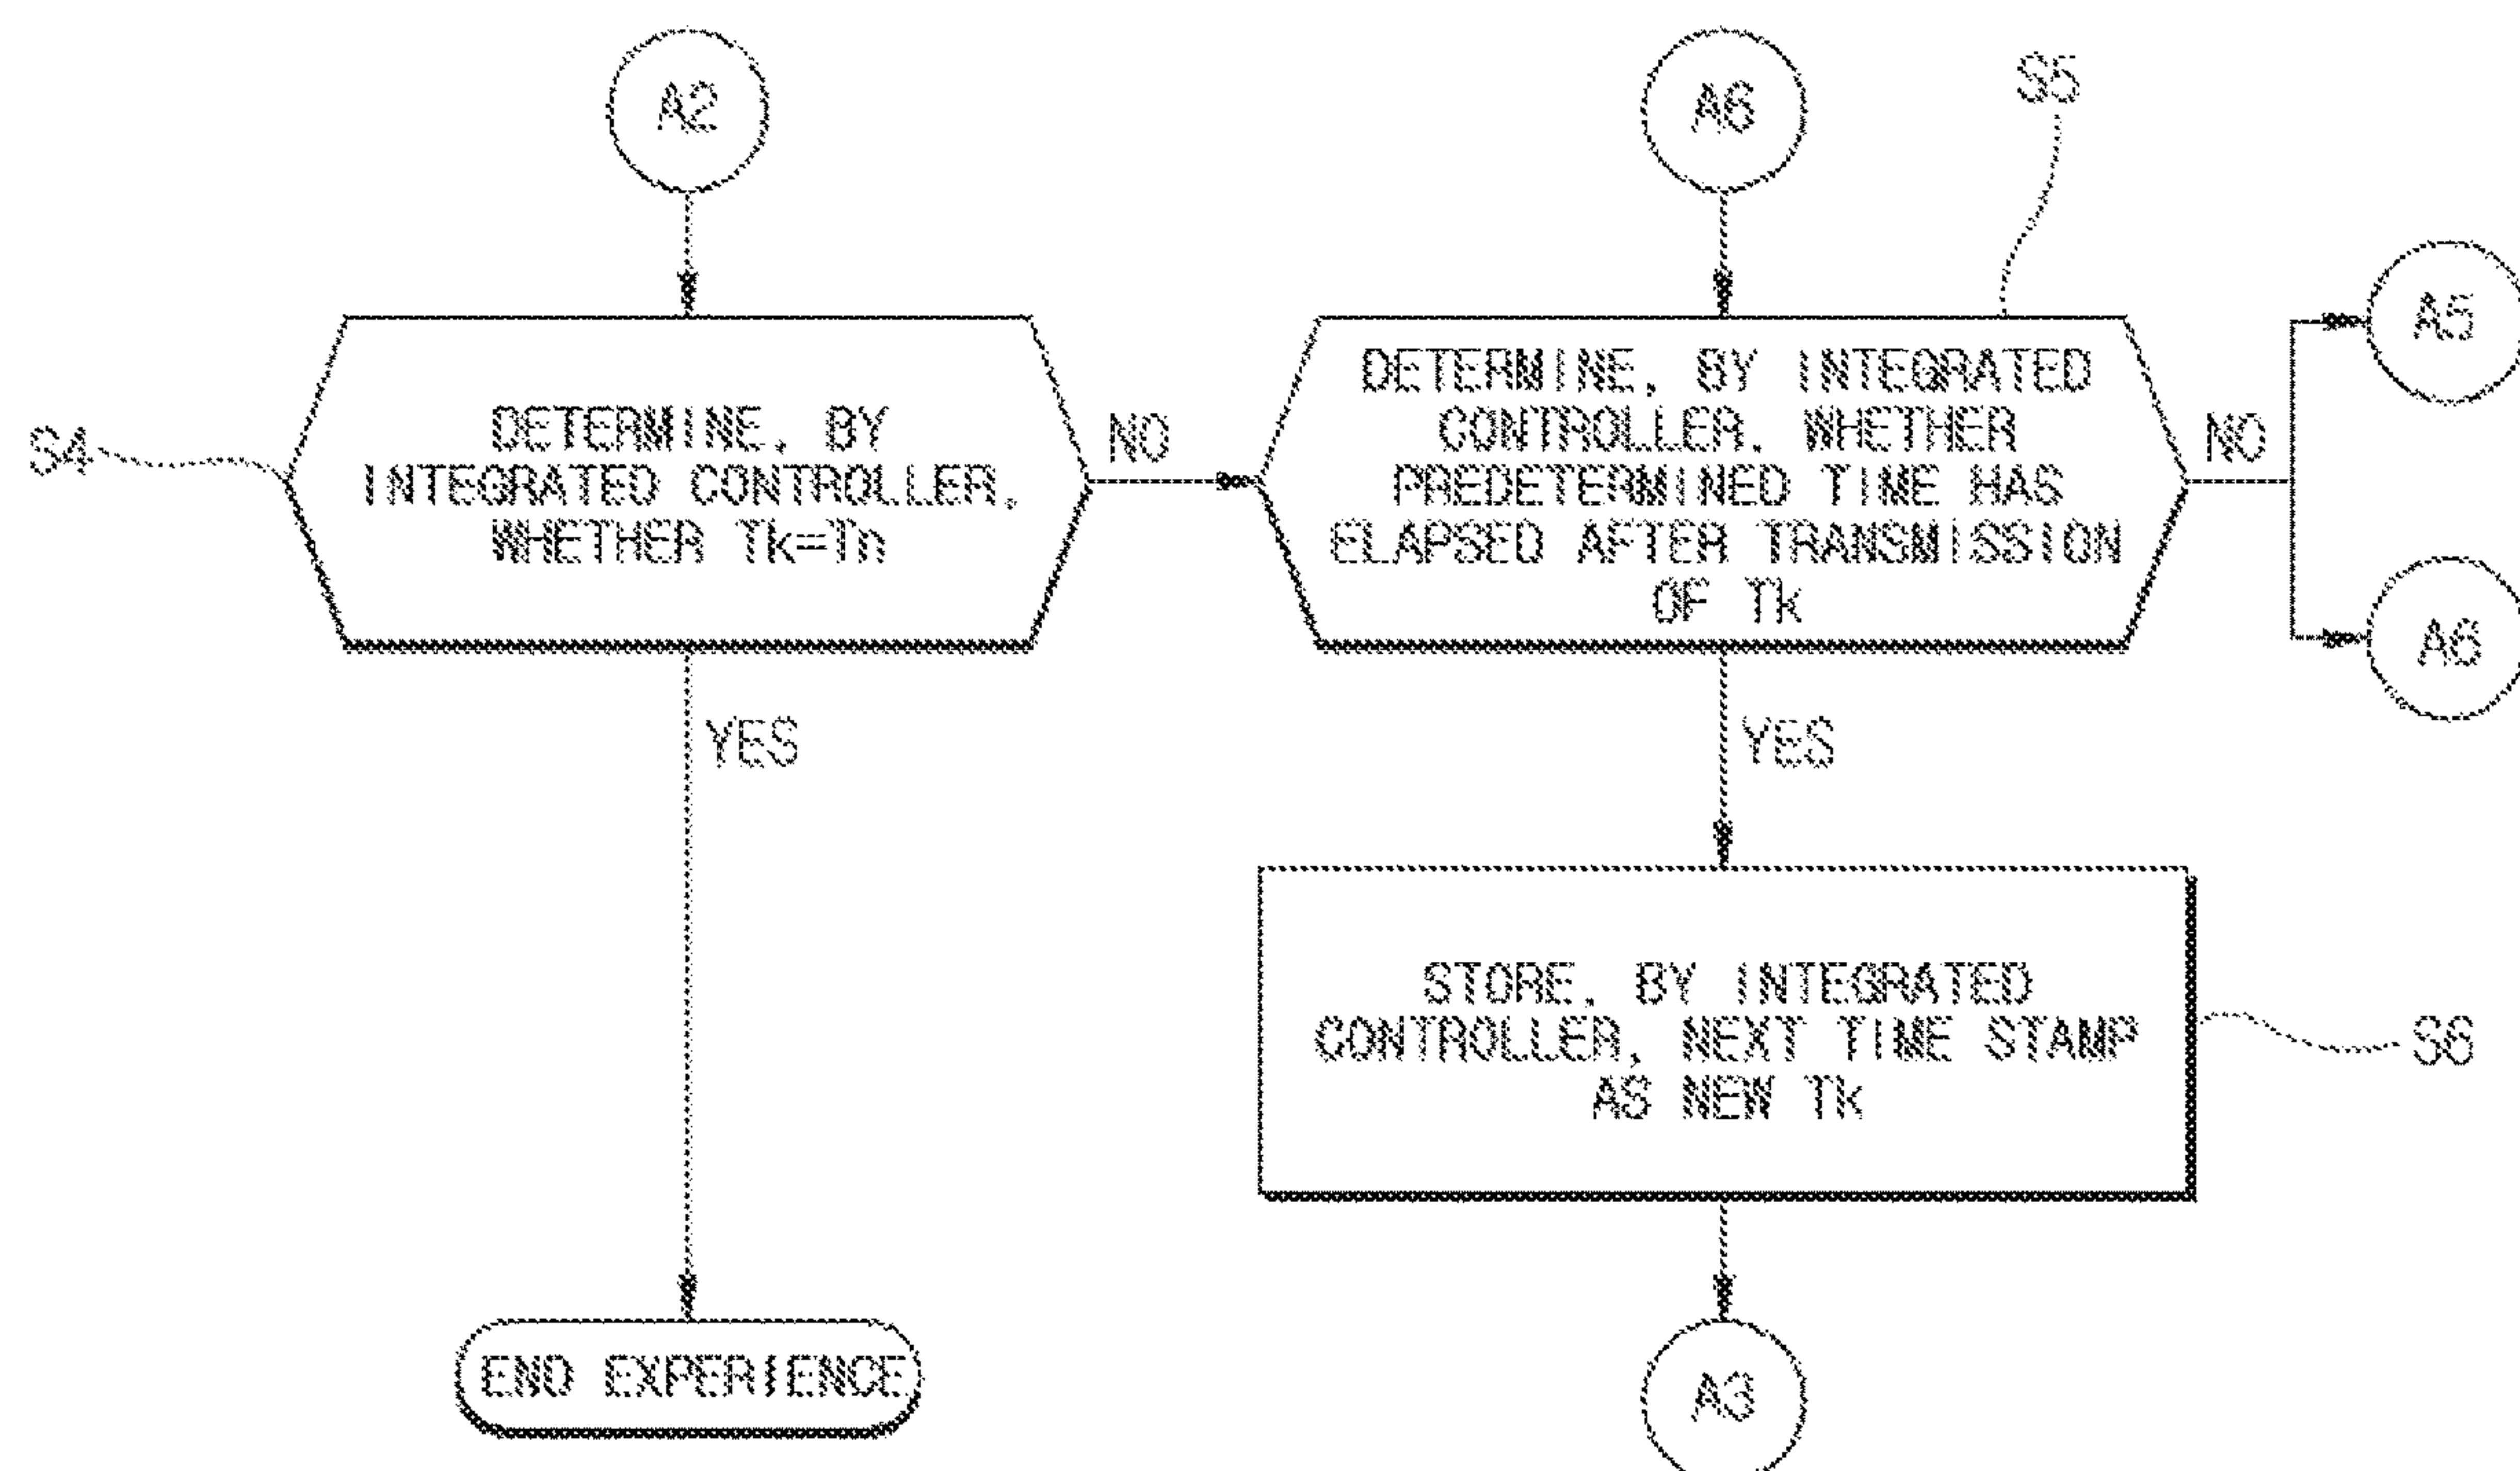 A2
A6
S5
S4
DETERMINE, BY
INTEGRATED CONTROLLER,
WHETHER Tk=Tn
NO
DETERMINE, BY INTEGRATED
CONTROLLER, WHETHER
PREDETERMINED TIME HAS
ELAPSED AFTER TRANSMISSION
OF Tk
NO
A5
A6
YES
YES
STORE, BY INTEGRATED
CONTROLLER, NEXT TIME STAMP
AS NEW Tk
S6
END EXPERIENCE
A3